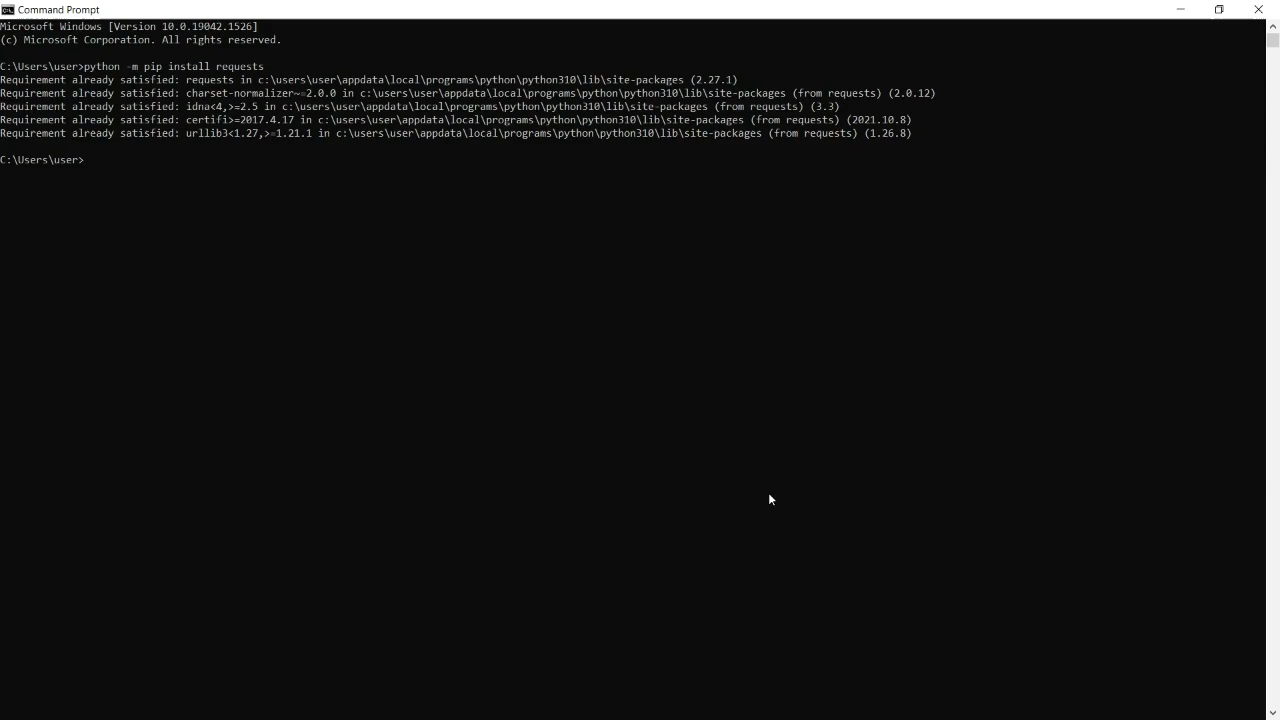 Command Prompt
Microsoft Windows [Version 10.0.19042.1526]
(c) Microsoft Corporation. All rights reserved.
C:\Users\user>python -m pip install requests
Requirement already satisfied: requests in c:\users\user\appdata\local\programs\python\python310\lib\site-packages (2.27.1)
Requirement already satisfied: charset-normalizer~=2.0.0 in c:\users\user\appdata\local\programs\python\python310\lib\site-packages (from requests) (2.0.12)
Requirement already satisfied: idna<4,>=2.5 in c:\users\user\appdata\local\programs\python\python310\lib\site-packages (from requests) (3.3)
Requirement already satisfied: certifi>=2017.4.17 in c:\users\user\appdata\local\programs\python\python310\lib\site-packages (from requests) (2021.10.8)
Requirement already satisfied: urllib3<1.27,>=1.21.1 in c:\users\user\appdata\local\programs\python\python310\lib\site-packages (from requests) (1.26.8)
C:\Users\user>